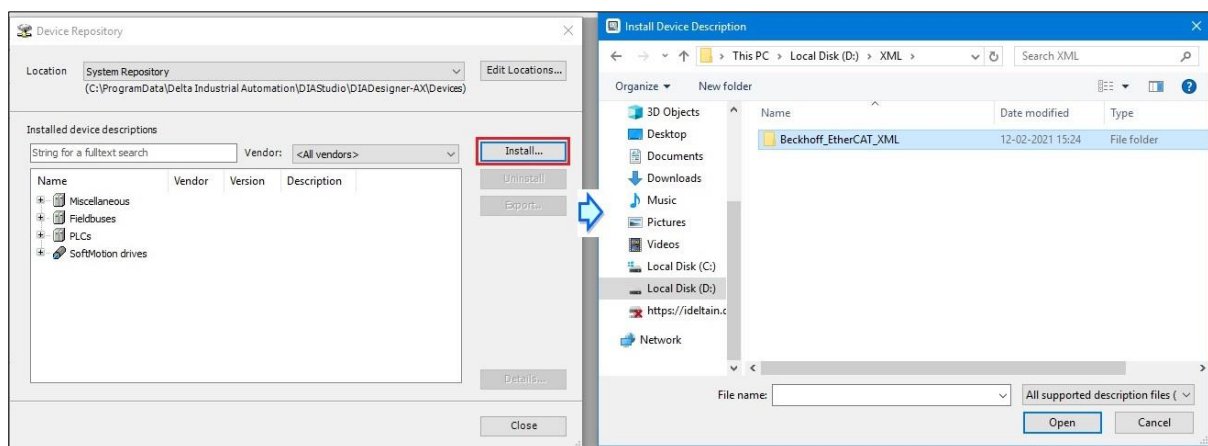 Device Repository
Location System Repository Edit Locations...
(C:\ProgramData\Delta Industrial Automation\DIAStudio\DIADesigner-AX\Devices)
Installed device descriptions
String for a fulltext search Vendor: <All vendors> Install...
Uninstall
Export...
Name Vendor Version Description
Miscellaneous
Fieldbuses
PLCs
SoftMotion drives
Details...
Close
Install Device Description
This PC > Local Disk (D:) > XML > Search XML
Organize New folder
3D Objects
Desktop
Documents
Downloads
Music
Pictures
Videos
Local Disk (C:)
Local Disk (D:)
https://ideltain.c
Network
Name Date modified Type
Beckhoff_EtherCAT_XML 12-02-2021 15:24 File folder
File name: All supported description files (
Open Cancel